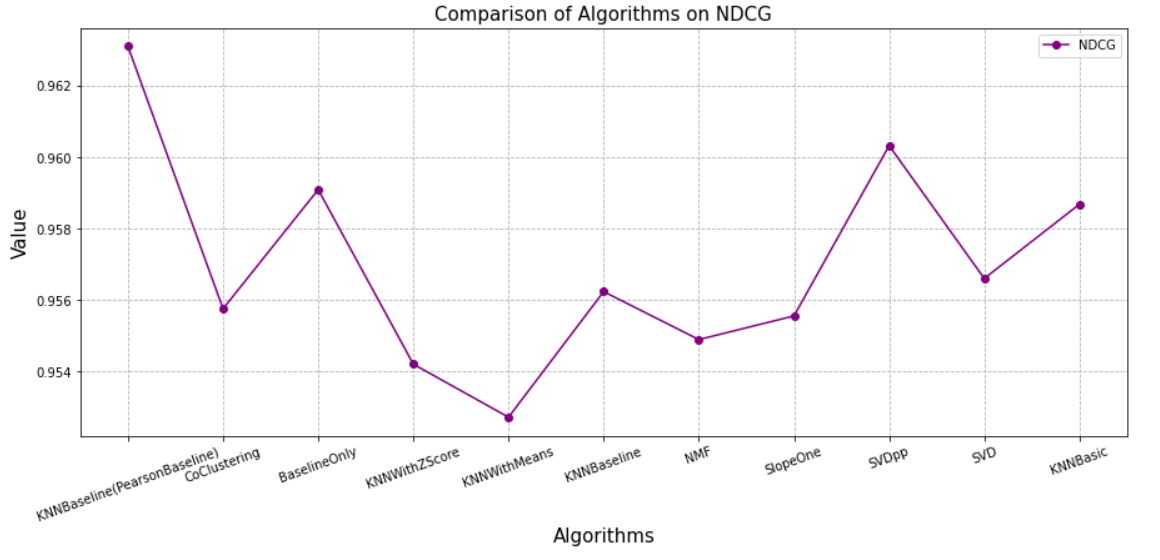 Comparison of Algorithms on NDCG
NDCG
0.962
0.960
0.958
0.956
0.954
Value
KNNBaseline(PearsonBaseline)
CoClustering
BaselineOnly
KNNWithZScore
KNNWithMeans
KNNBaseline
NMF
SlopeOne
SVDpp
SVD
KNNBasic
Algorithms